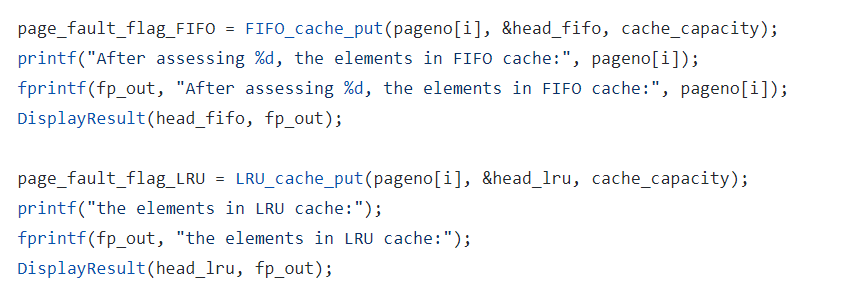 page_fault_flag_FIFO = FIFO_cache_put(pageno[i], &head_fifo, cache_capacity);
printf("After assessing %d, the elements in FIFO cache:", pageno[i]);
fprintf(fp_out, "After assessing %d, the elements in FIFO cache:", pageno[i]);
DisplayResult(head_fifo, fp_out);

page_fault_flag_LRU = LRU_cache_put(pageno[i], &head_lru, cache_capacity);
printf("the elements in LRU cache:");
fprintf(fp_out, "the elements in LRU cache:");
DisplayResult(head_lru, fp_out);